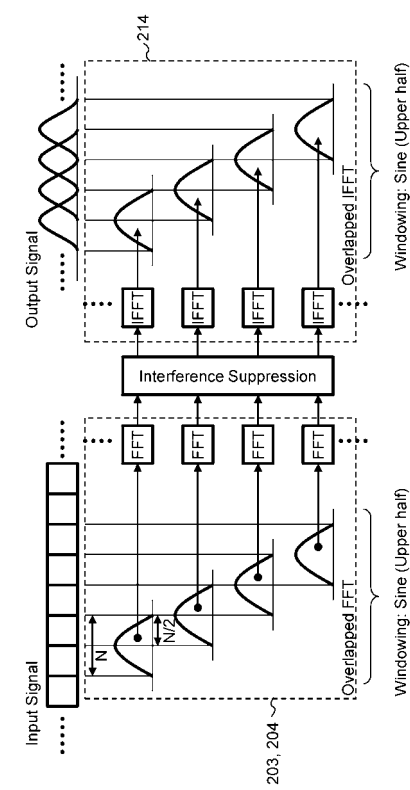 Input Signal
Output Signal
N
N/2
FFT
FFT
FFT
FFT
Interference Suppression
IFFT
IFFT
IFFT
IFFT
Overlapped FFT
Overlapped IFFT
Windowing: Sine (Upper half)
Windowing: Sine (Upper half)
203, 204
214